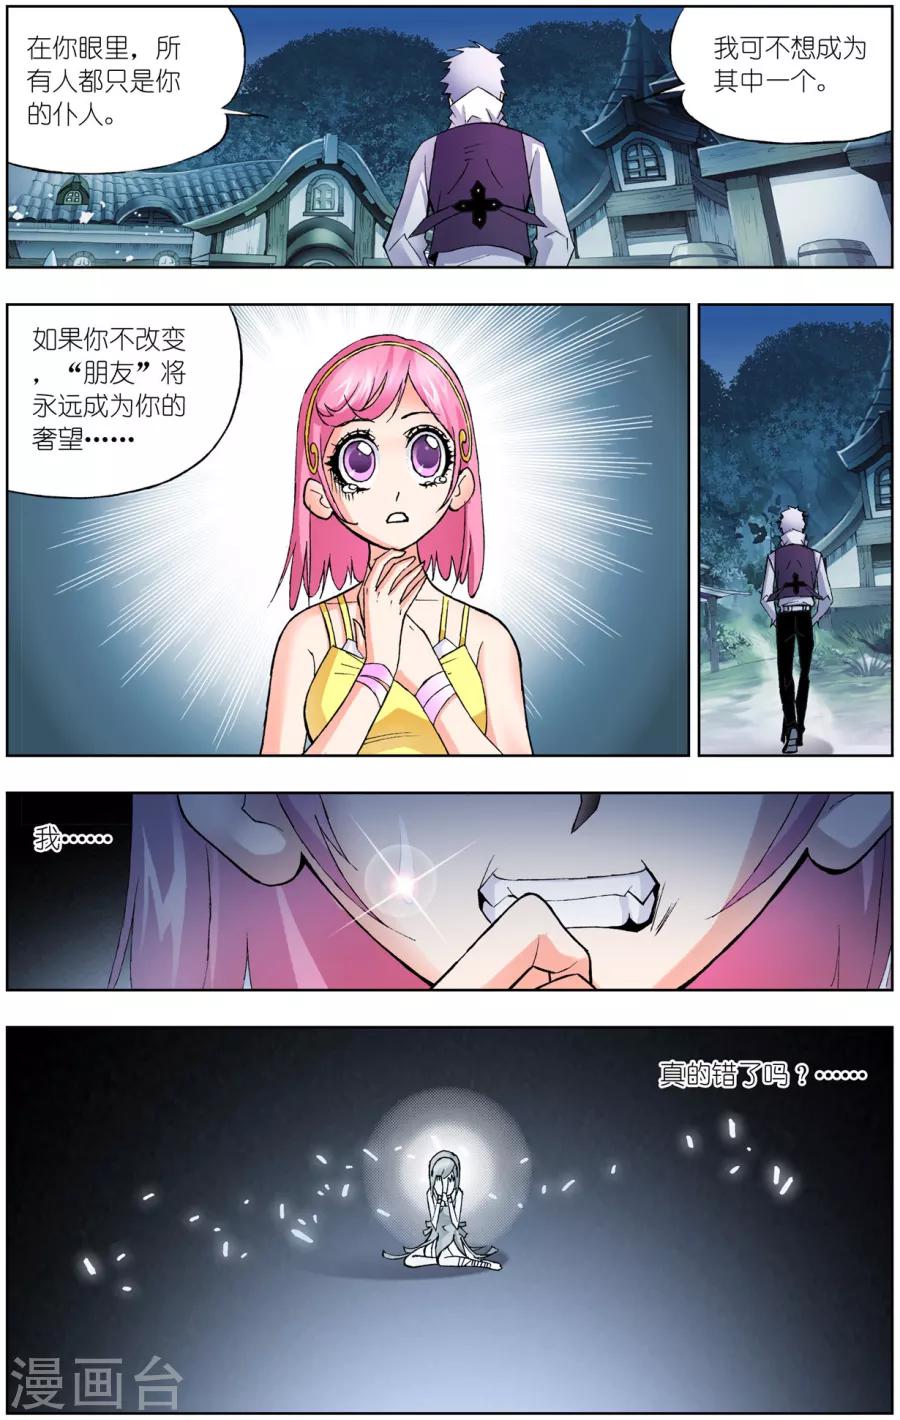 在你眼里，所
有人都只是你
的仆人。
我可不想成为
其中一个。
如果你不改变
，“朋友”将
永远成为你的
奢望……
我……
真的错了吗？……
漫画台